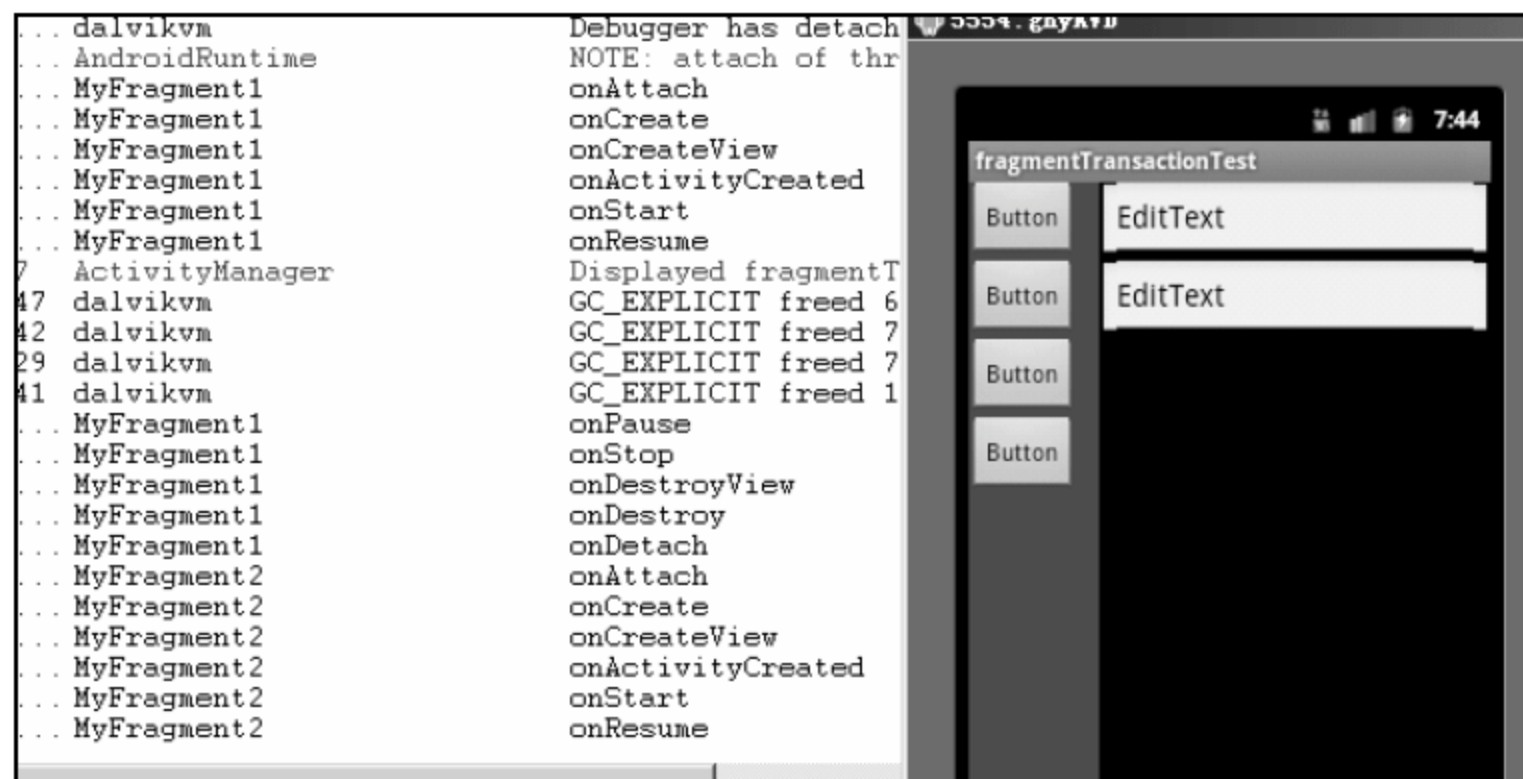 ... dalvikvm Debugger has detach
... AndroidRuntime NOTE: attach of thr
... MyFragment1 onAttach
... MyFragment1 onCreate
... MyFragment1 onCreateView
... MyFragment1 onActivityCreated
... MyFragment1 onStart
... MyFragment1 onResume
7 ActivityManager Displayed fragmentT
47 dalvikvm GC_EXPLICIT freed 6
42 dalvikvm GC_EXPLICIT freed 7
29 dalvikvm GC_EXPLICIT freed 7
41 dalvikvm GC_EXPLICIT freed 1
... MyFragment1 onPause
... MyFragment1 onStop
... MyFragment1 onDestroyView
... MyFragment1 onDestroy
... MyFragment1 onDetach
... MyFragment2 onAttach
... MyFragment2 onCreate
... MyFragment2 onCreateView
... MyFragment2 onActivityCreated
... MyFragment2 onStart
... MyFragment2 onResume
5554:
7:44
fragmentTransactionTest
Button EditText
Button EditText
Button
Button